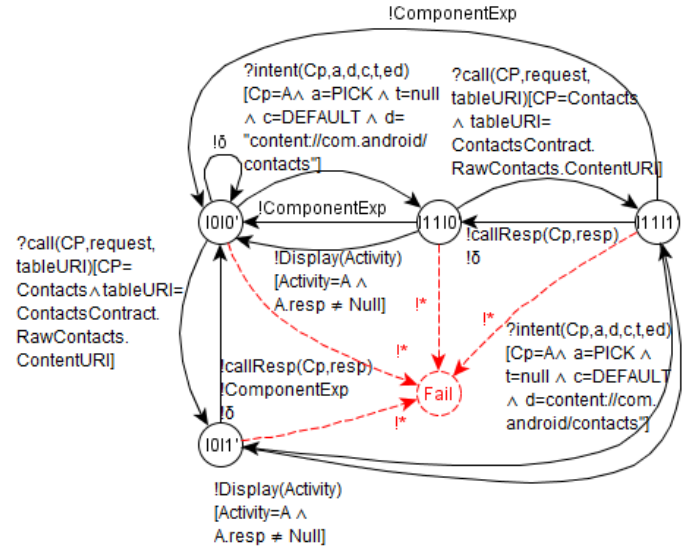 !ComponentExp
?intent(Cp,a,d,c,t,ed)
[Cp=A∧ a=PICK ∧ t=null
∧ c=DEFAULT ∧ d=
"content://com.android/
contacts"]
?call(CP,request,
tableURI)[CP=Contacts
∧ tableURI=
ContactsContract.
RawContacts.ContentURI]
!δ
l0l0'
!ComponentExp
l11l0'
!callResp(Cp,resp)
!δ
l11l1'
?call(CP,request,
tableURI)[CP=
Contacts∧tableURI=
ContactsContract.
RawContacts.
ContentURI]
!Display(Activity)
[Activity=A ∧
A.resp ≠ Null]
!*
!*
!*
!*
?intent(Cp,a,d,c,t,ed)
[Cp=A∧ a=PICK ∧
t=null ∧ c=DEFAULT
∧ d=content://com.
android/contacts"]
!callResp(Cp,resp)
!ComponentExp
!δ
Fail
l0l1'
!Display(Activity)
[Activity=A ∧
A.resp ≠ Null]